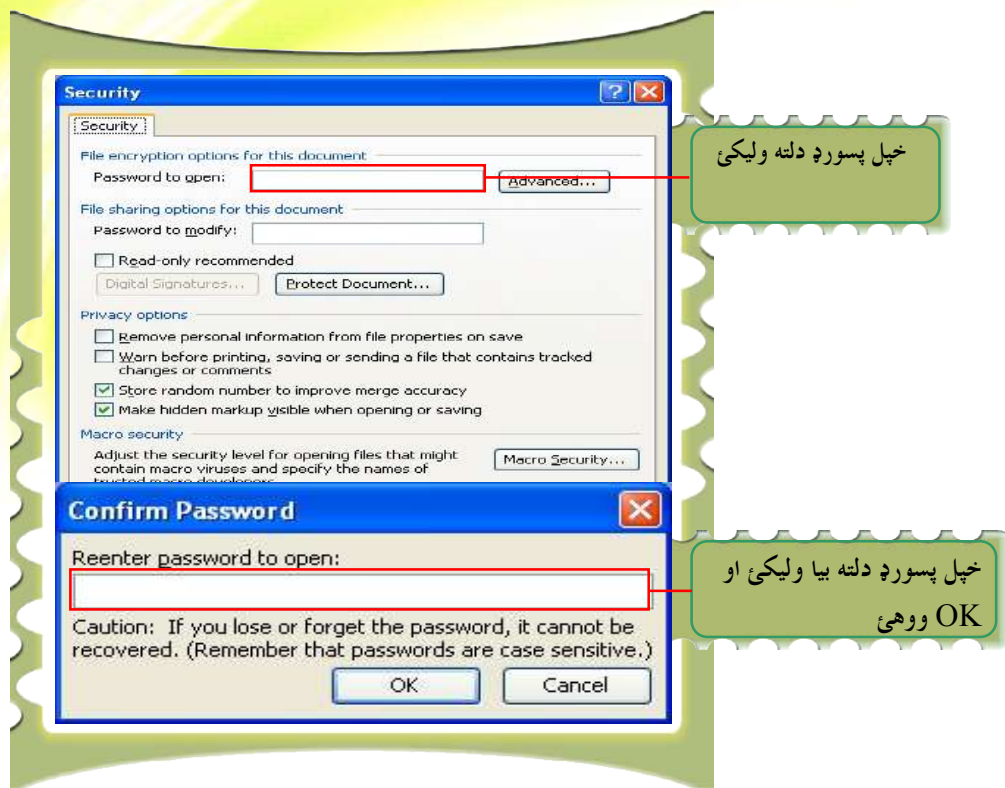 Security
Security
File encryption options for this document
Password to open:
Advanced...
خپل پسورډ دلته ولیکئ
File sharing options for this document
Password to modify:
Read-only recommended
Digital Signatures...
Protect Document...
Privacy options
Remove personal information from file properties on save
Warn before printing, saving or sending a file that contains tracked
changes or comments
Store random number to improve merge accuracy
Make hidden markup visible when opening or saving
Macro security
Adjust the security level for opening files that might
contain macro viruses and specify the names of
trusted macro developers
Macro Security...
Confirm Password
Reenter password to open:
خپل پسورډ دلته بیا ولیکئ او
OK ووهئ
Caution: If you lose or forget the password, it cannot be
recovered. (Remember that passwords are case sensitive.)
OK
Cancel